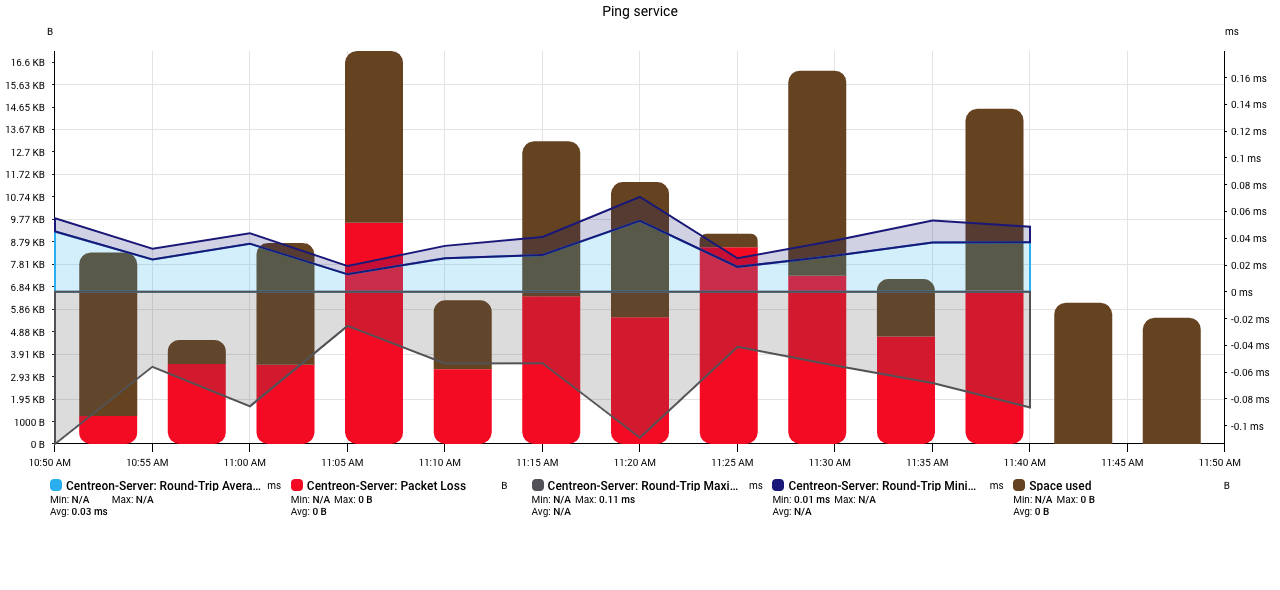 Ping service
B
ms
16.6 KB
15.63 KB
14.65 KB
13.67 KB
12.7 KB
11.72 KB
10.74 KB
9.77 KB
8.79 KB
7.81 KB
6.84 KB
5.86 KB
4.88 KB
3.91 KB
2.93 KB
1.95 KB
1000 B
0 B
0.16 ms
0.14 ms
0.12 ms
0.1 ms
0.08 ms
0.06 ms
0.04 ms
0.02 ms
0 ms
-0.02 ms
-0.04 ms
-0.06 ms
-0.08 ms
-0.1 ms
10:50 AM 10:55 AM 11:00 AM 11:05 AM 11:10 AM 11:15 AM 11:20 AM 11:25 AM 11:30 AM 11:35 AM 11:40 AM 11:45 AM 11:50 AM
Centreon-Server: Round-Trip Avera... ms
Min: N/A Max: N/A
Avg: 0.03 ms
Centreon-Server: Packet Loss B
Min: N/A Max: 0 B
Avg: 0 B
Centreon-Server: Round-Trip Maxi... ms
Min: N/A Max: 0.11 ms
Avg: N/A
Centreon-Server: Round-Trip Mini... ms
Min: 0.01 ms Max: N/A
Avg: N/A
Space used B
Min: N/A Max: 0 B
Avg: 0 B